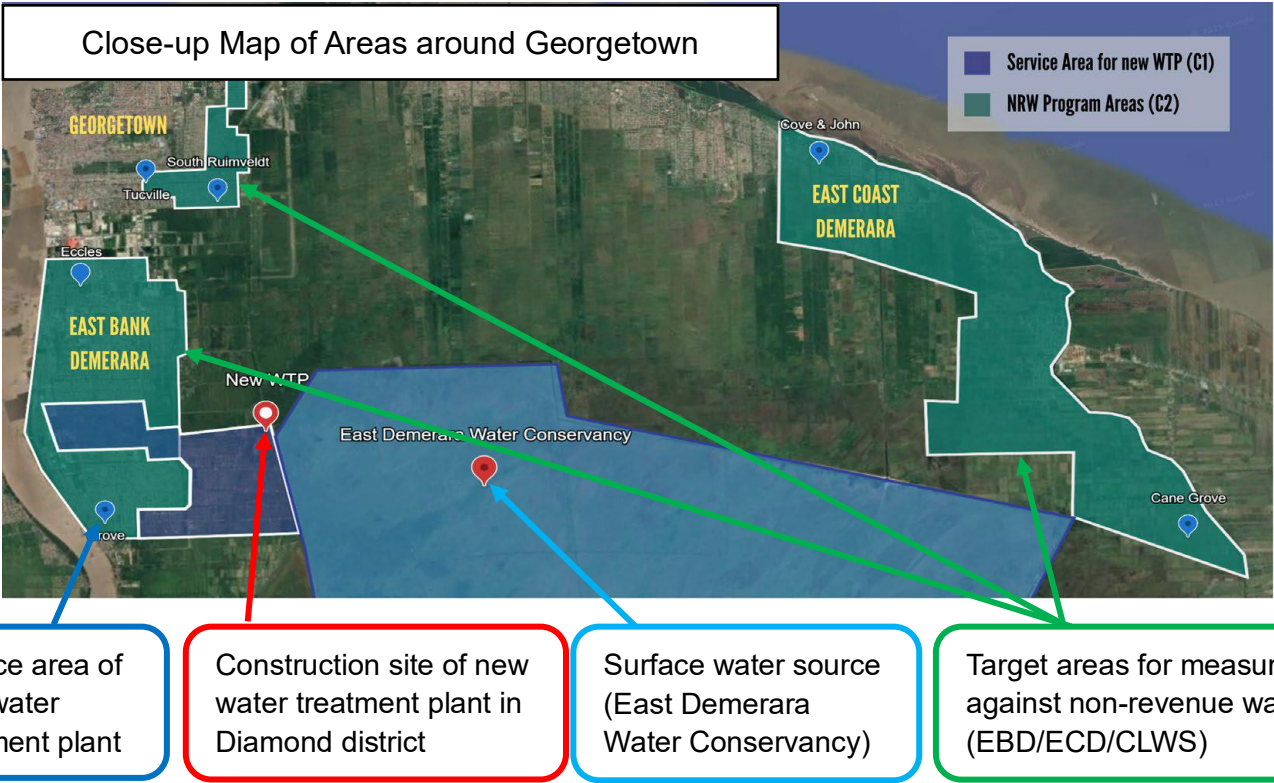 Close-up Map of Areas around Georgetown
Service Area for new WTP (C1)
NRW Program Areas (C2)
GEORGETOWN
Cove & John
South Ruimveldt
Tucville
EAST COAST
DEMERARA
Eccles
EAST BANK
DEMERARA
New WTP
East Demerara Water Conservancy
Cane Grove
rove
ce area of
water
ment plant
Construction site of new
water treatment plant in
Diamond district
Surface water source
(East Demerara
Water Conservancy)
Target areas for measur
against non-revenue wa
(EBD/ECD/CLWS)